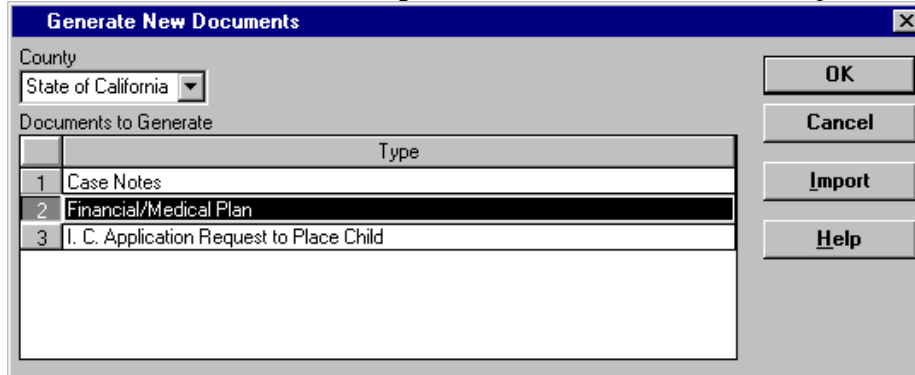 Generate New Documents
County
State of California
OK
Documents to Generate
Cancel
Type
1 Case Notes
Import
2 Financial/Medical Plan
3 I. C. Application Request to Place Child
Help